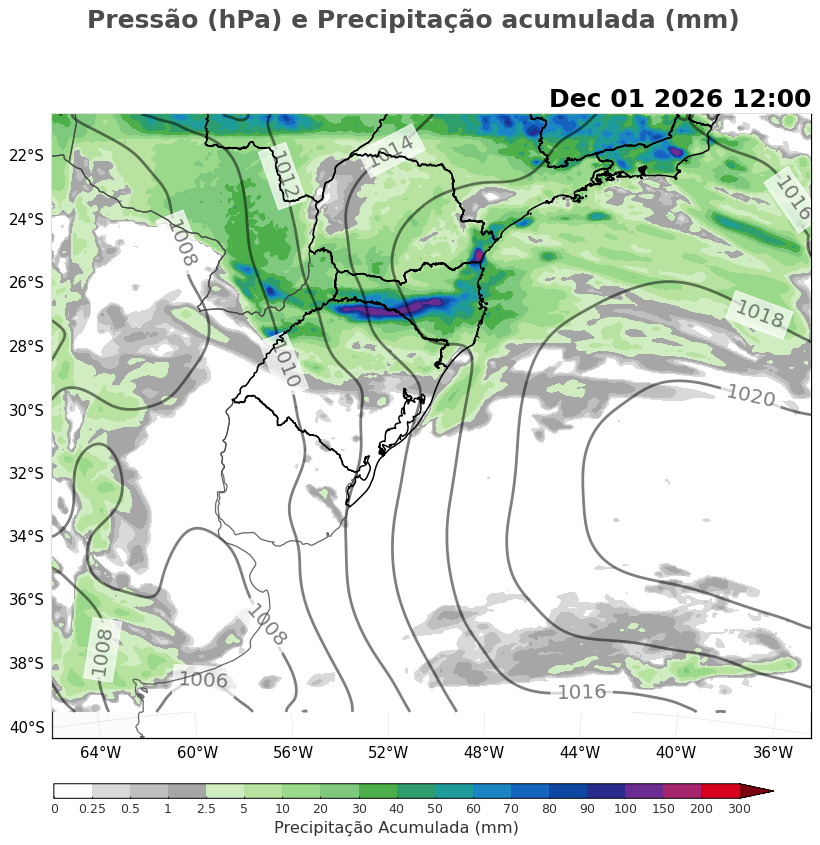 Pressão (hPa) e Precipitação acumulada (mm)
Dec 01 2026 12:00
22°S
24°S
26°S
28°S
30°S
32°S
34°S
36°S
38°S
40°S
1014
1012
1016
1008
1018
1010
1020
1008
1008
1006
1016
64°W 60°W 56°W 52°W 48°W 44°W 40°W 36°W
0 0.25 0.5 1 2.5 5 10 20 30 40 50 60 70 80 90 100 150 200 300
Precipitação Acumulada (mm)